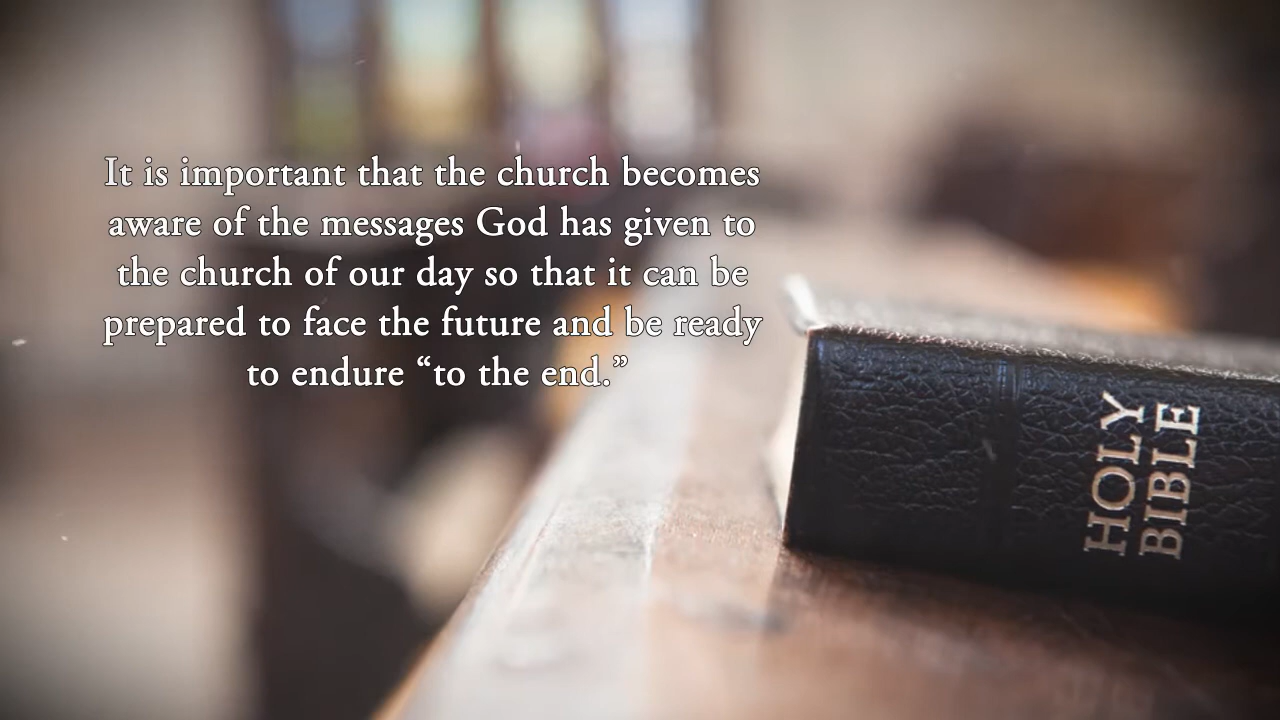 It is important that the church becomes
aware of the messages God has given to
the church of our day so that it can be
prepared to face the future and be ready
to endure “to the end.”
HOLY
BIBLE